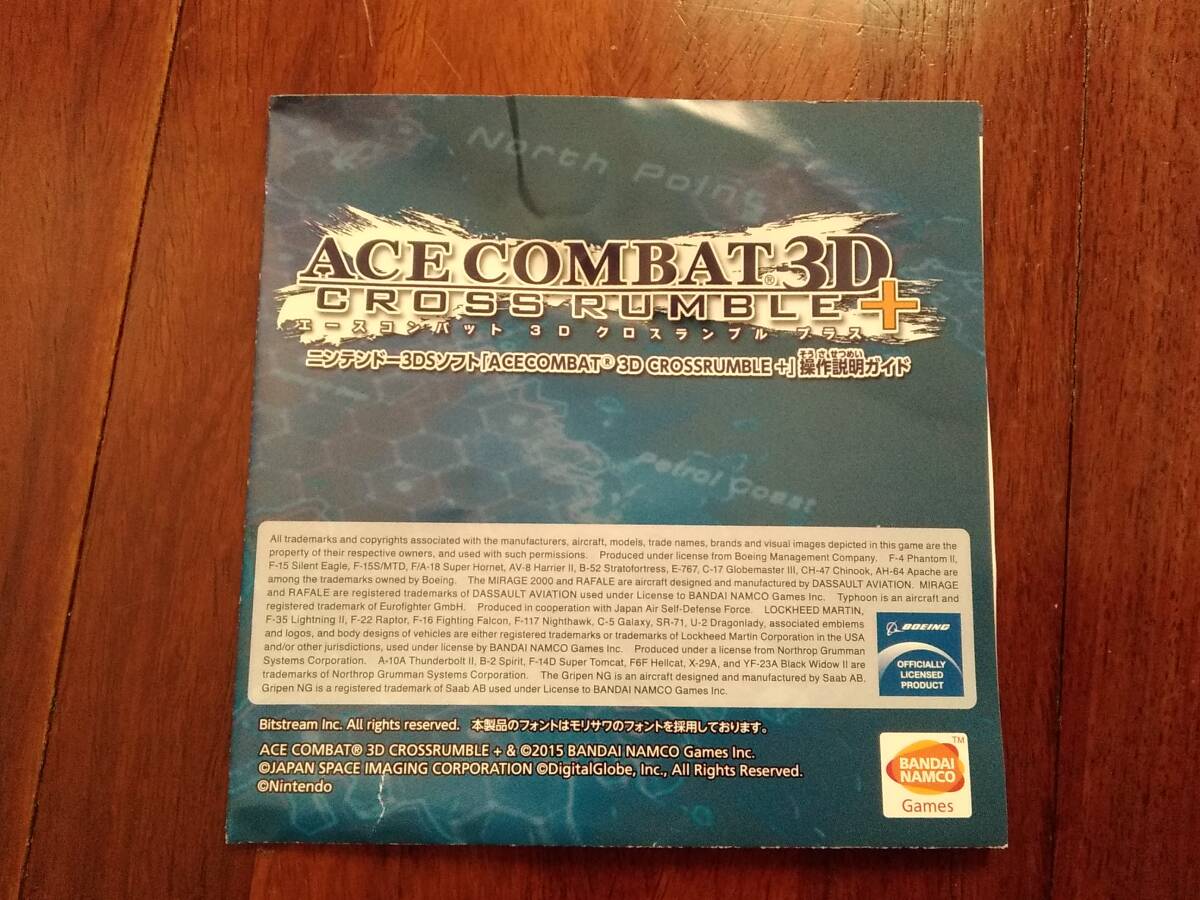 North Point
ACE COMBAT® 3D
CROSS RUMBLE +
エースコンバット 3D クロスランブル プラス
ニンテンドー3DSソフト「ACECOMBAT® 3D CROSSRUMBLE +」操作説明ガイド
そうさせつめい
Petrol Coast
All trademarks and copyrights associated with the manufacturers, aircraft, models, trade names, brands and visual images depicted in this game are the
property of their respective owners, and used with such permissions. Produced under license from Boeing Management Company. F-4 Phantom II,
F-15 Silent Eagle, F-15S/MTD, F/A-18 Super Hornet, AV-8 Harrier II, B-52 Stratofortress, E-767, C-17 Globemaster III, CH-47 Chinook, AH-64 Apache are
among the trademarks owned by Boeing. The MIRAGE 2000 and RAFALE are aircraft designed and manufactured by DASSAULT AVIATION. MIRAGE
and RAFALE are registered trademarks of DASSAULT AVIATION used under License to BANDAI NAMCO Games Inc. Typhoon is an aircraft and
registered trademark of Eurofighter GmbH. Produced in cooperation with Japan Air Self-Defense Force. LOCKHEED MARTIN,
F-35 Lightning II, F-22 Raptor, F-16 Fighting Falcon, F-117 Nighthawk, C-5 Galaxy, SR-71, U-2 Dragonlady, associated emblems
and logos, and body designs of vehicles are either registered trademarks or trademarks of Lockheed Martin Corporation in the USA
and/or other jurisdictions, used under license by BANDAI NAMCO Games Inc. Produced under a license from Northrop Grumman
Systems Corporation. A-10A Thunderbolt II, B-2 Spirit, F-14D Super Tomcat, F6F Hellcat, X-29A, and YF-23A Black Widow II are
trademarks of Northrop Grumman Systems Corporation. The Gripen NG is an aircraft designed and manufactured by Saab AB.
Gripen NG is a registered trademark of Saab AB used under License to BANDAI NAMCO Games Inc.
BOEING
OFFICIALLY
LICENSED
PRODUCT
Bitstream Inc. All rights reserved. 本製品のフォントはモリサワのフォントを採用しております。
ACE COMBAT® 3D CROSSRUMBLE + & ©2015 BANDAI NAMCO Games Inc.
©JAPAN SPACE IMAGING CORPORATION ©DigitalGlobe, Inc., All Rights Reserved.
©Nintendo
TM
BANDAI
NAMCO
Games